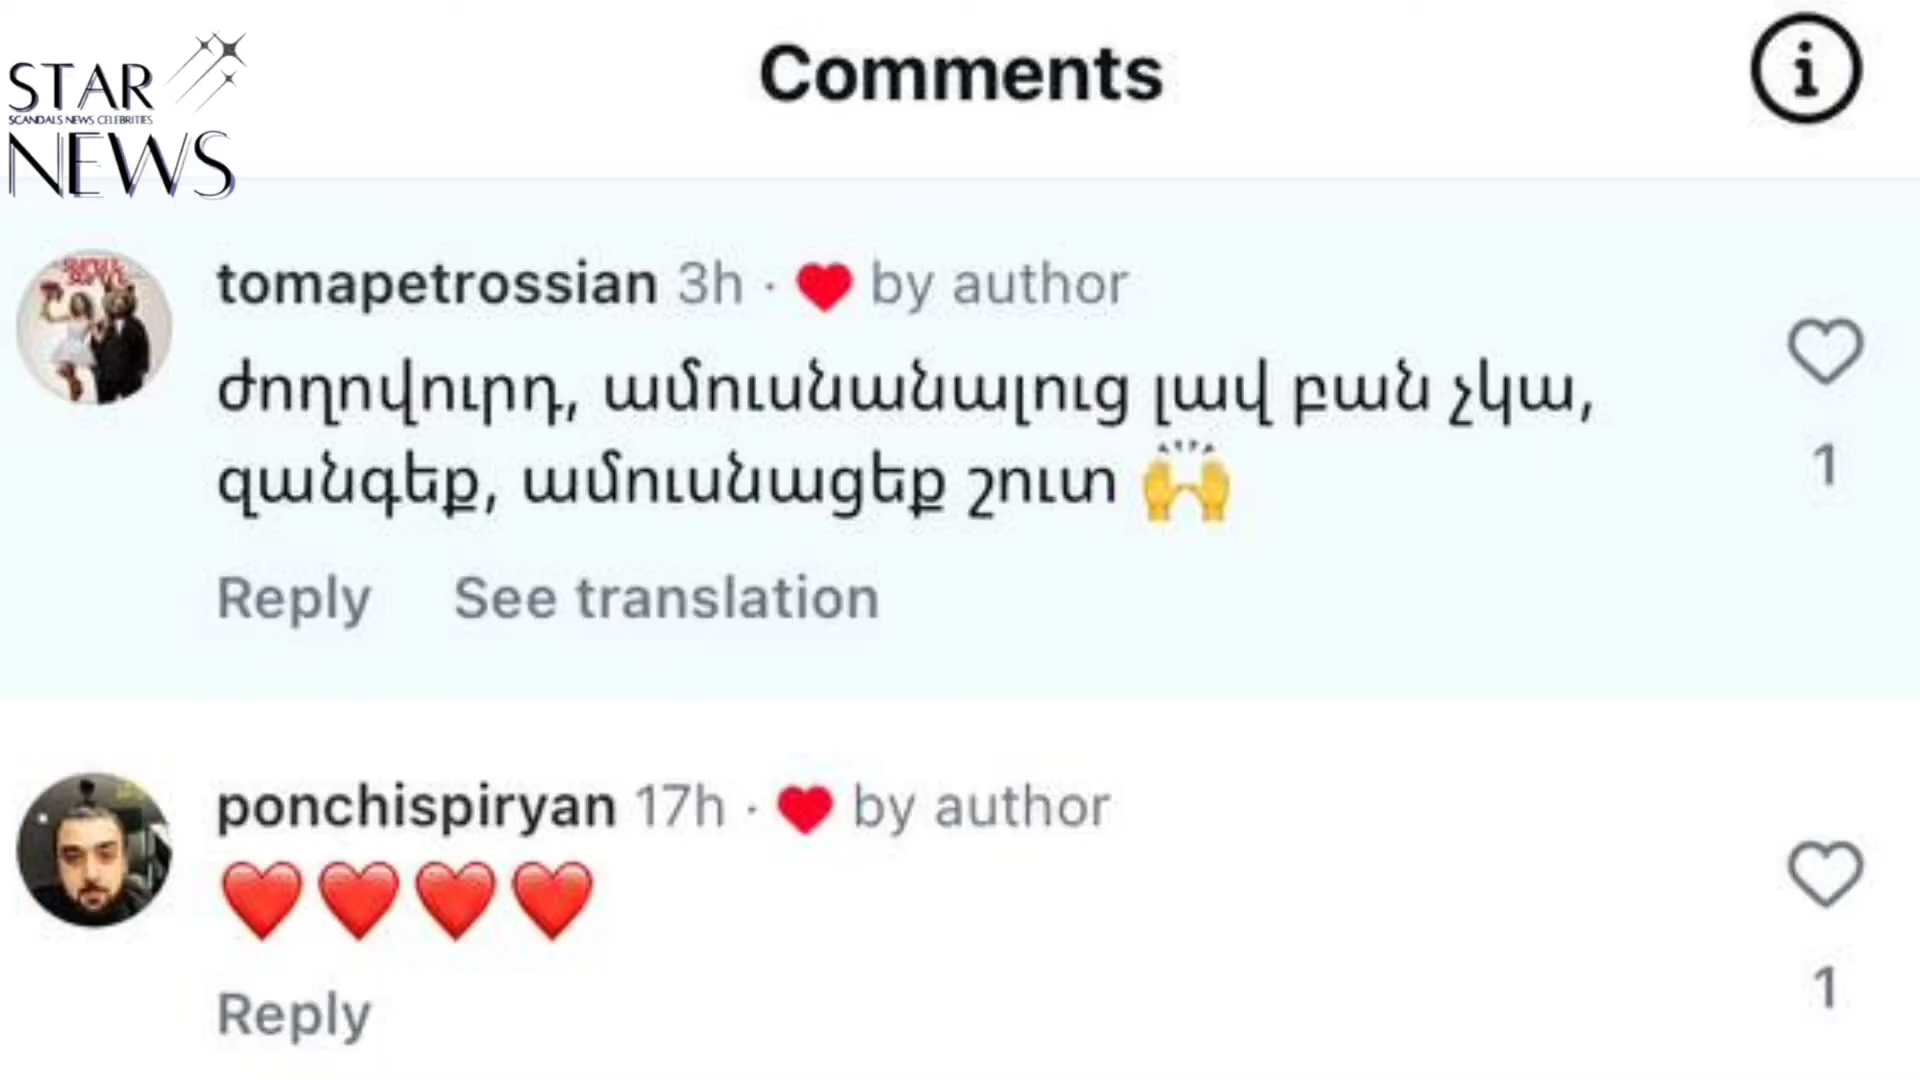 STAR
SCANDALS NEWS CELEBRITIES
NEWS
Comments
tomapetrossian 3h · ❤️ by author
ժողովուրդ, ամուսնանալուց լավ բան չկա,
զանգեք, ամուսնացեք շուտ 🙌
1
Reply See translation
ponchispiryan 17h · ❤️ by author
❤️❤️❤️❤️
1
Reply